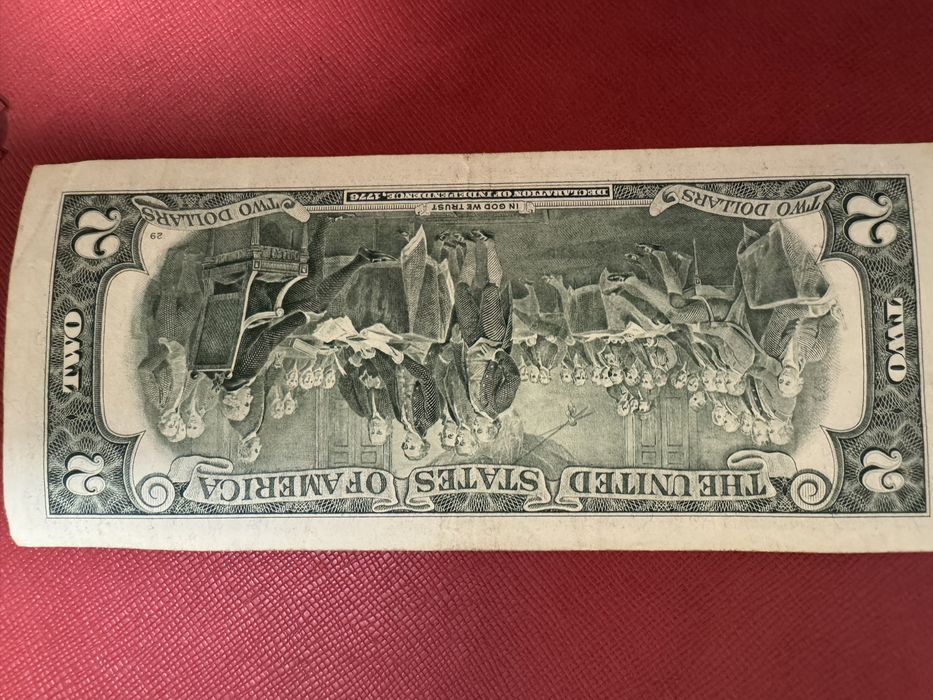 2 THE UNITED STATES OF AMERICA 2
TWO TWO
29
2 TWO DOLLARS IN GOD WE TRUST TWO DOLLARS 2
DECLARATION OF INDEPENDENCE, 1776